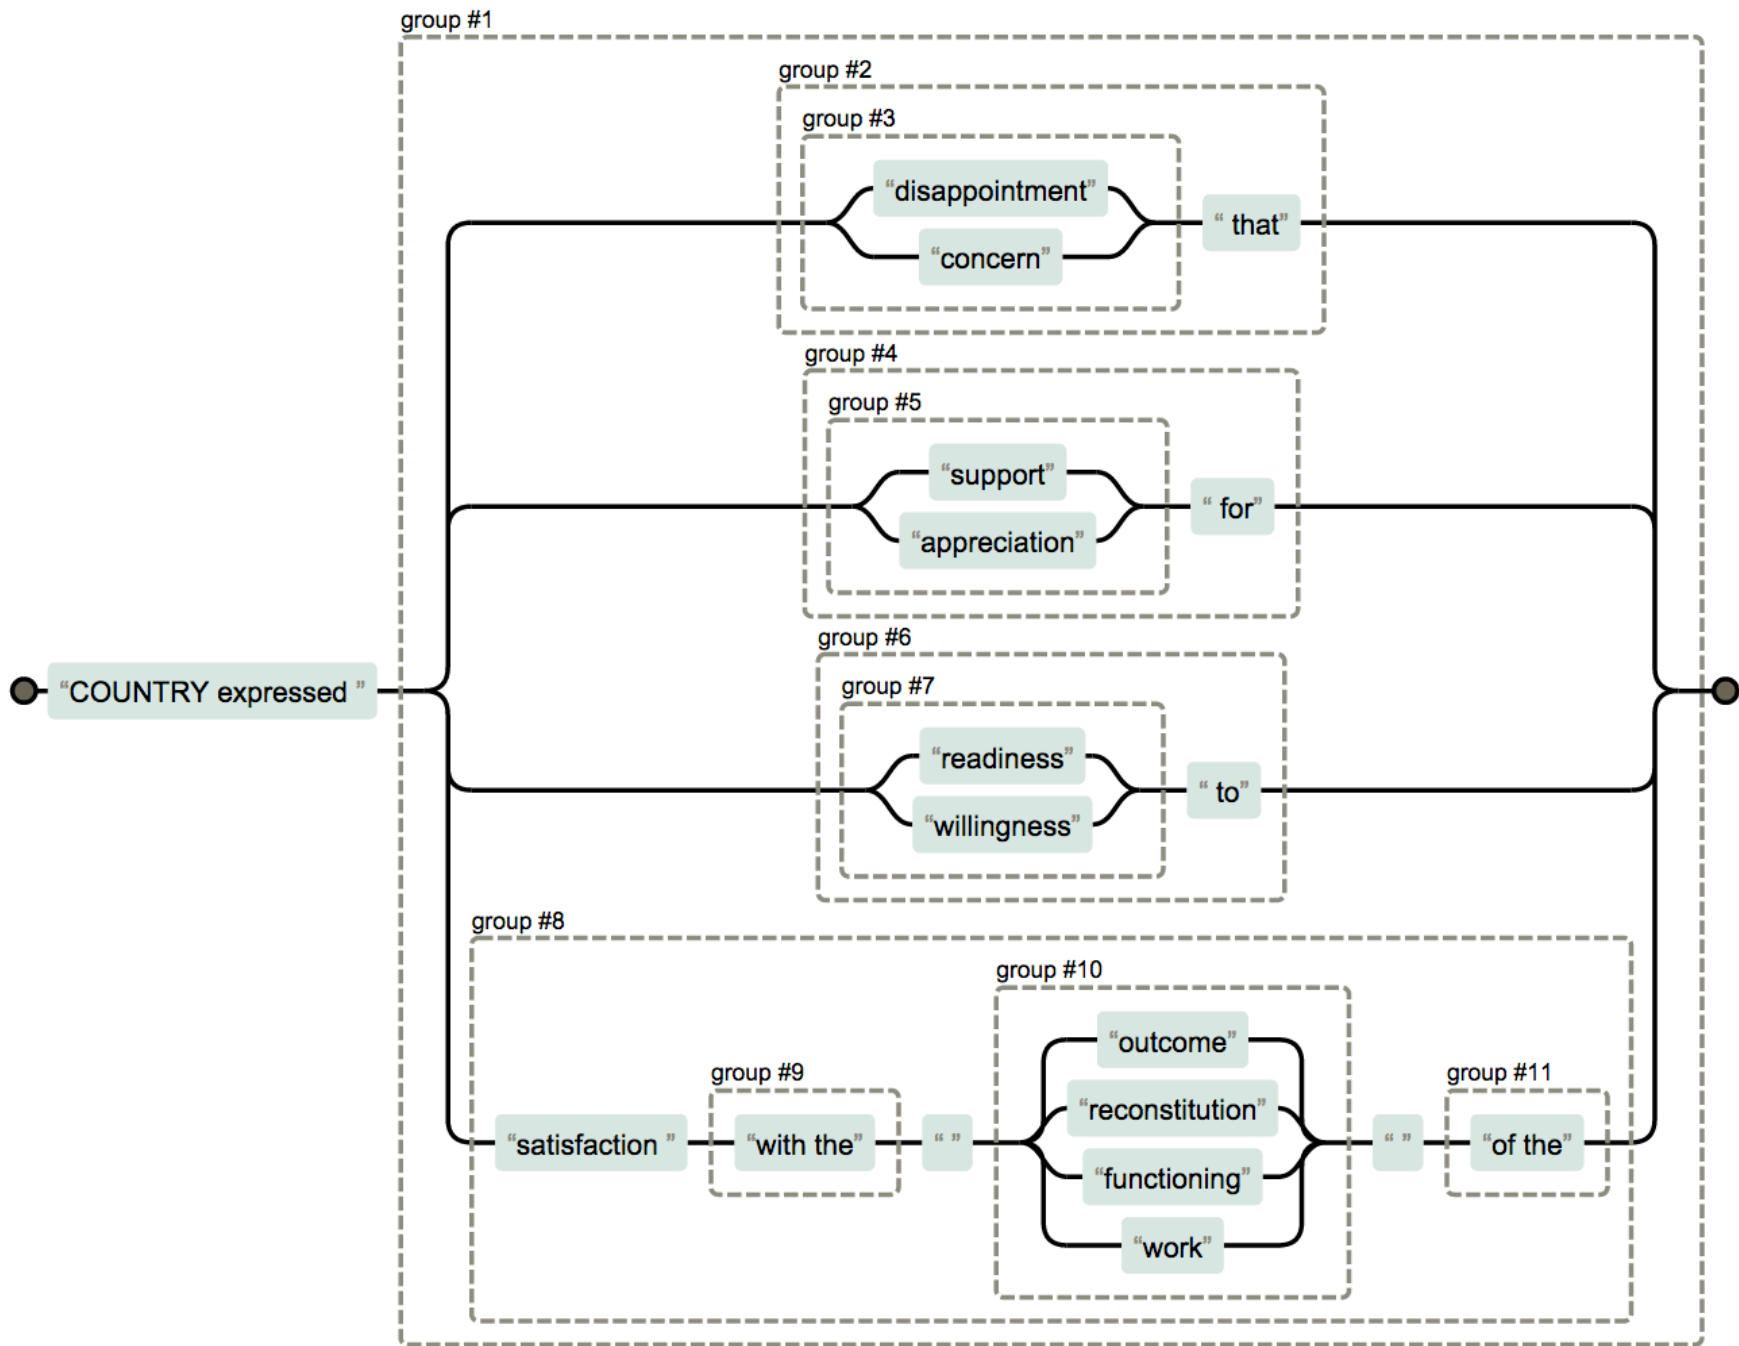 group #1
group #2
group #3
“disappointment”
“ that”
“concern”
group #4
group #5
“support”
“ for”
“appreciation”
group #6
“COUNTRY expressed ”
group #7
“readiness”
“ to”
“willingness”
group #8
group #10
“outcome”
group #9
group #11
“reconstitution”
“satisfaction ”
“with the”
“ ”
“ ”
“of the”
“functioning”
“work”